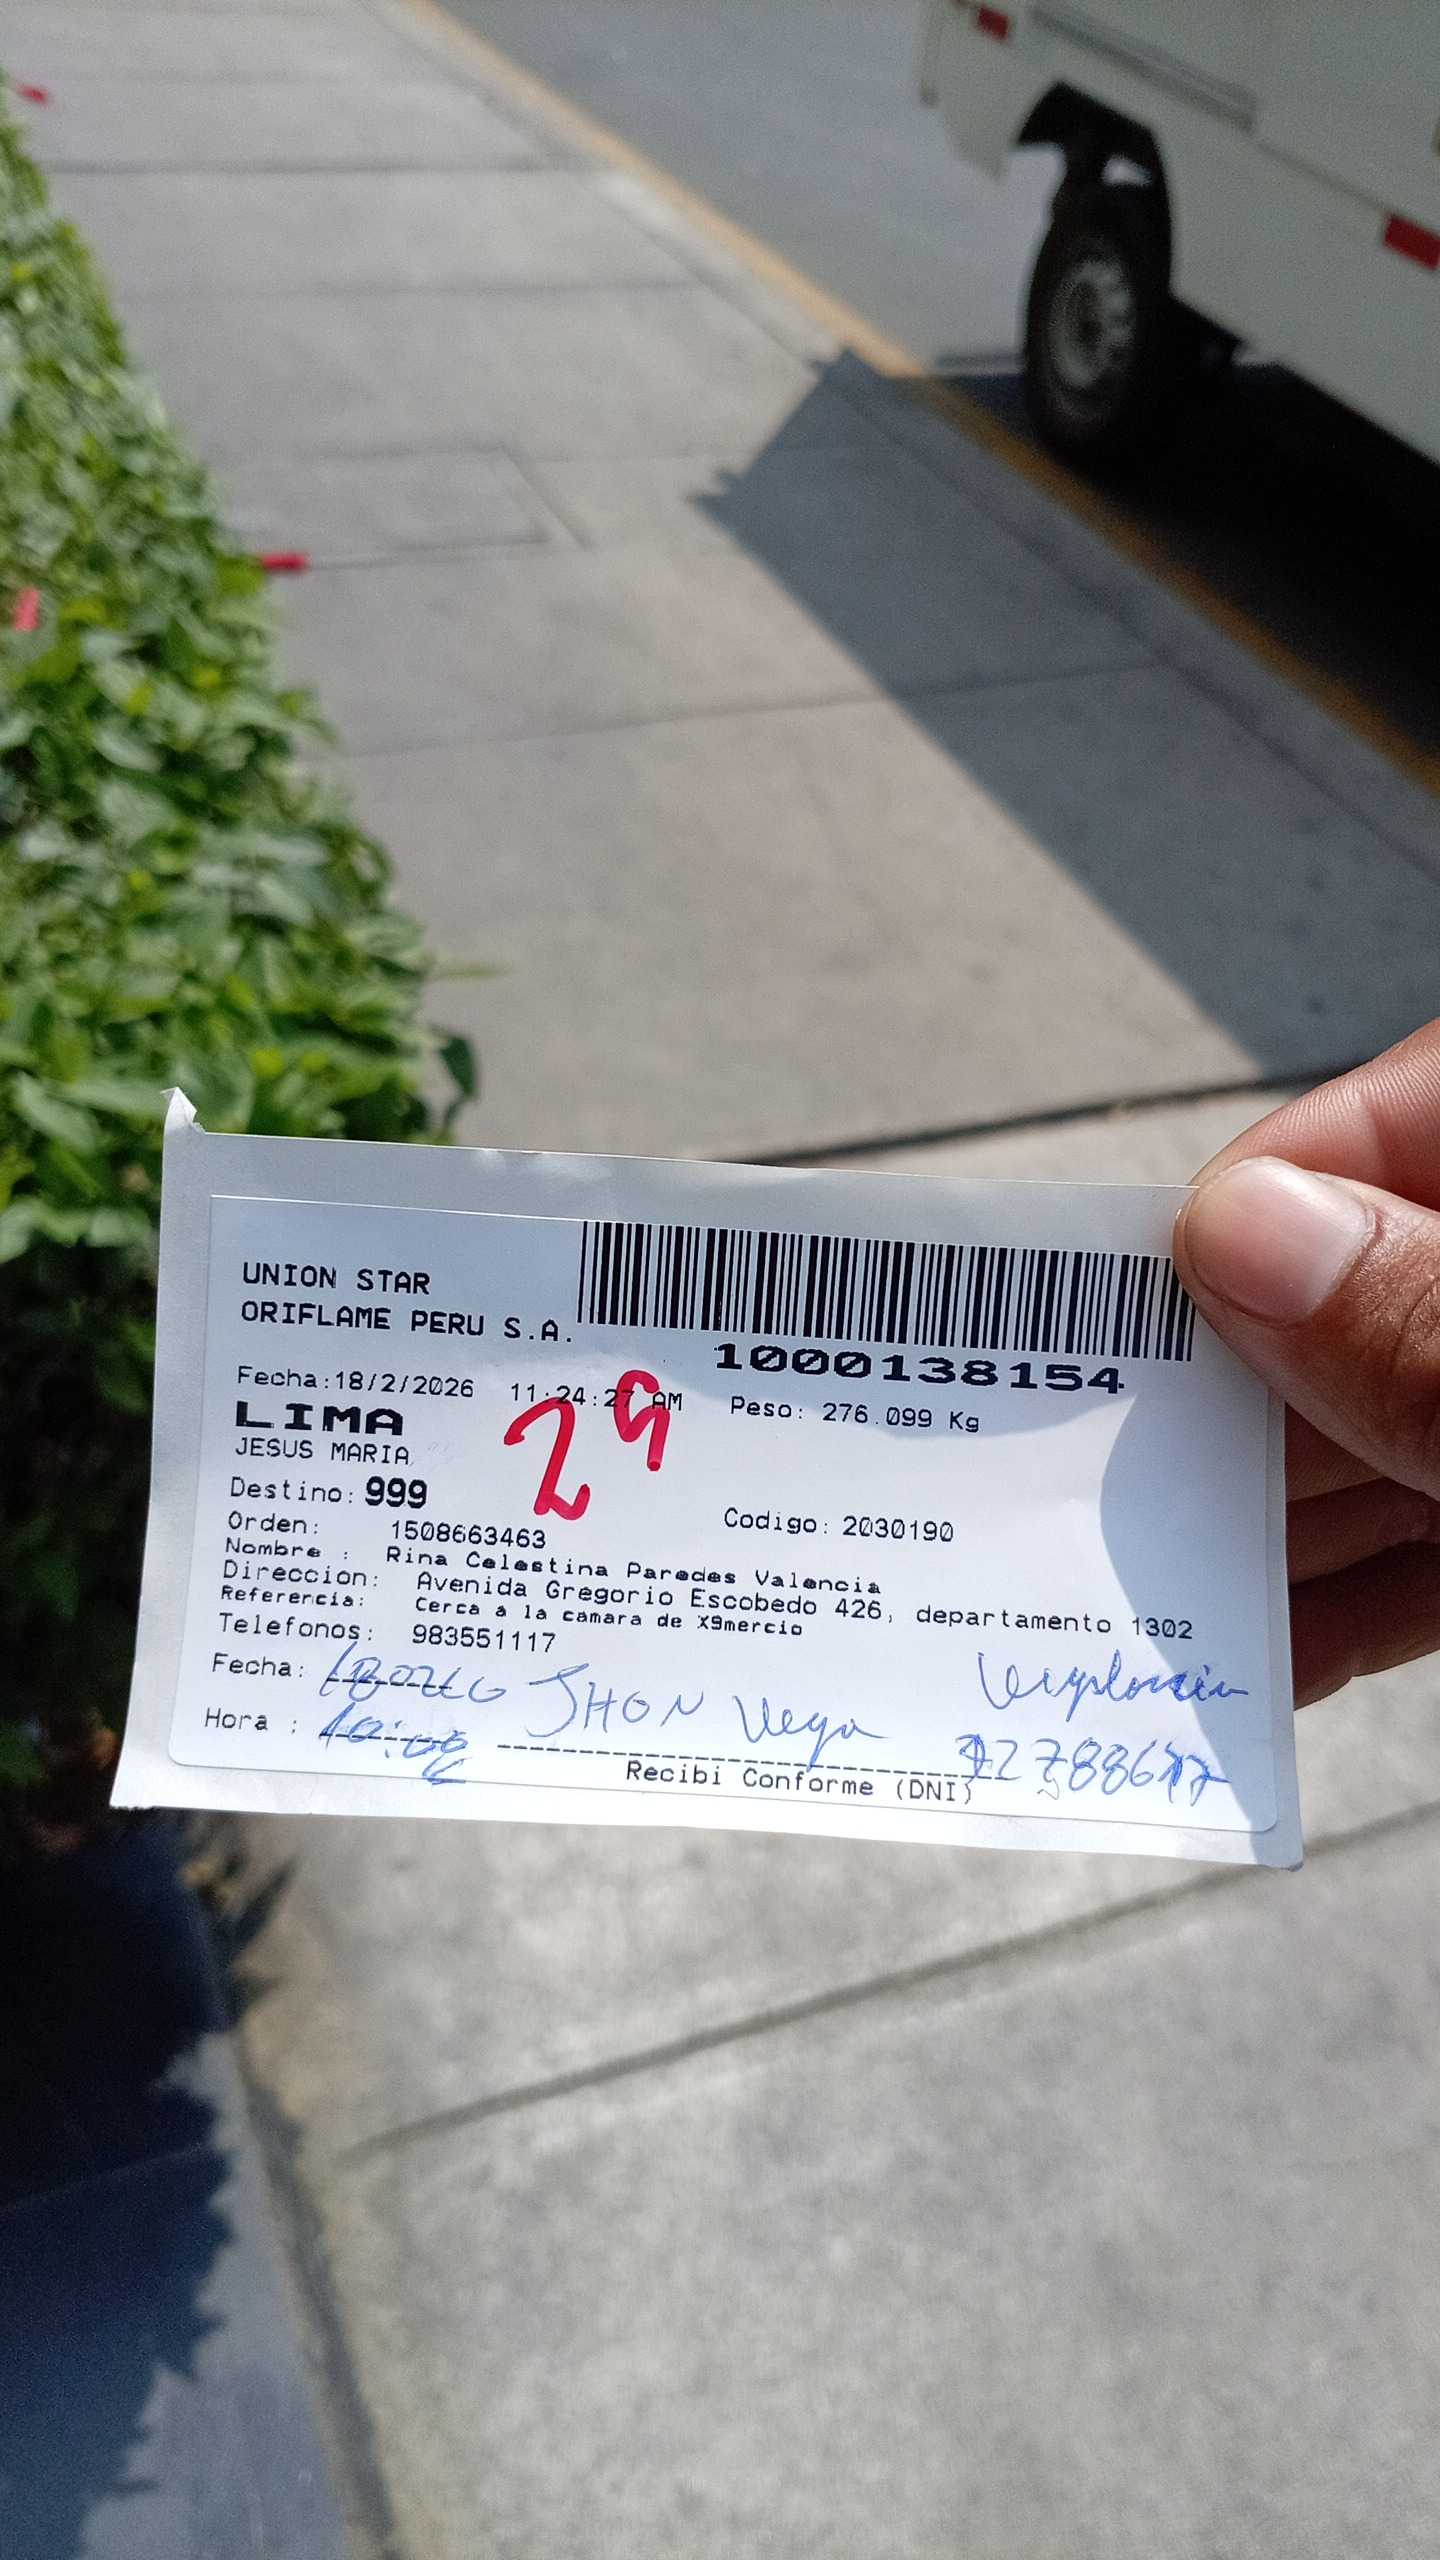 UNION STAR
ORIFLAME PERU S.A.
1000138154
Fecha:18/2/2026 11:24:27 AM Peso: 276.099 Kg
LIMA
29
JESUS MARIA
Destino: 999
Orden: 1508663463 Codigo: 2030190
Nombre : Rina Celestina Paredes Valencia
Direccion: Avenida Gregorio Escobedo 426, departamento 1302
Referencia: Cerca a la camara de X9mercio
Telefonos: 983551117
Fecha: JHON Vega
Hora :
Recibi Conforme (DNI)